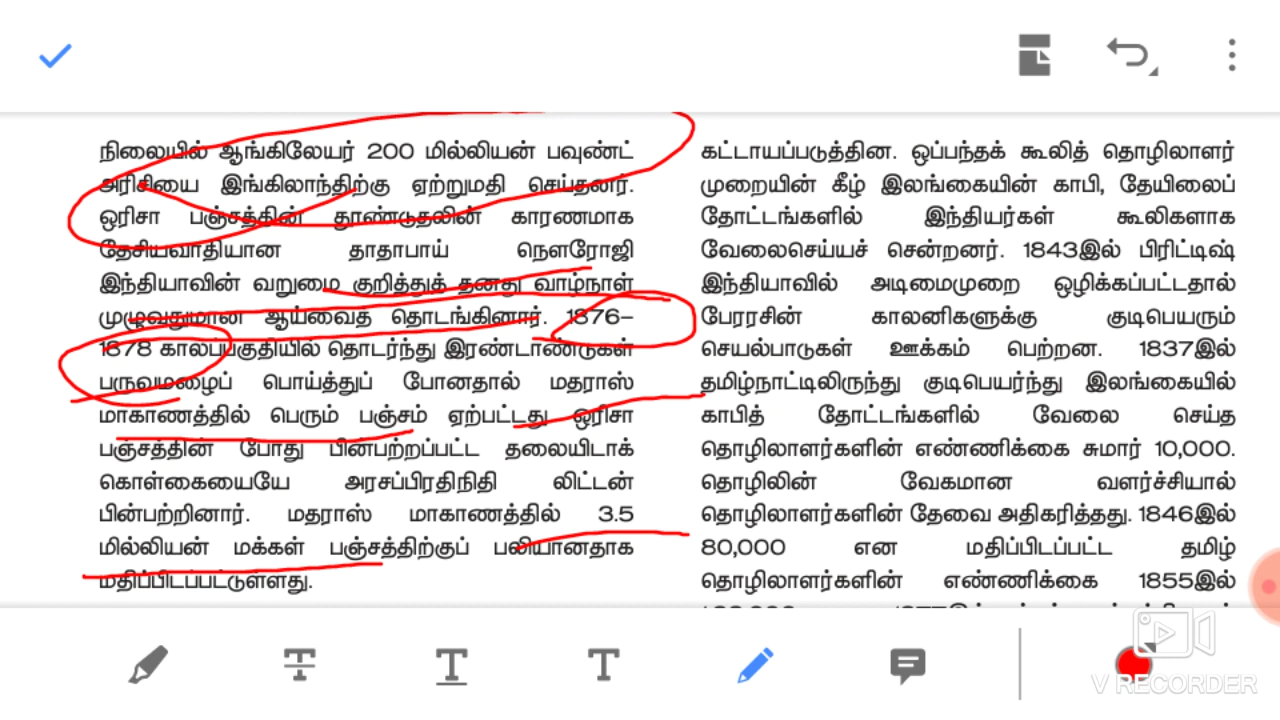 நிலையில் ஆங்கிலேயர் 200 மில்லியன் பவுண்ட்
அரிசியை இங்கிலாந்திற்கு ஏற்றுமதி செய்தனர்.
ஒரிசா பஞ்சத்தின் தூண்டுதலின் காரணமாக
தேசியவாதியான தாதாபாய் நௌரோஜி
இந்தியாவின் வறுமை குறித்துத் தனது வாழ்நாள்
முழுவதுமான ஆய்வைத் தொடங்கினார். 1876–
1878 காலப்பகுதியில் தொடர்ந்து இரண்டாண்டுகள்
பருவமழைப் பொய்த்துப் போனதால் மதராஸ்
மாகாணத்தில் பெரும் பஞ்சம் ஏற்பட்டது ஒரிசா
பஞ்சத்தின் போது பின்பற்றப்பட்ட தலையிடாக்
கொள்கையையே அரசப்பிரதிநிதி லிட்டன்
பின்பற்றினார். மதராஸ் மாகாணத்தில் 3.5
மில்லியன் மக்கள் பஞ்சத்திற்குப் பலியானதாக
மதிப்பிடப்பட்டுள்ளது.
கட்டாயப்படுத்தின. ஒப்பந்தக் கூலித் தொழிலாளர்
முறையின் கீழ் இலங்கையின் காபி, தேயிலைப்
தோட்டங்களில் இந்தியர்கள் கூலிகளாக
வேலைசெய்யச் சென்றனர். 1843இல் பிரிட்டிஷ்
இந்தியாவில் அடிமைமுறை ஒழிக்கப்பட்டதால்
பேரரசின் காலனிகளுக்கு குடிபெயரும்
செயல்பாடுகள் ஊக்கம் பெற்றன. 1837இல்
தமிழ்நாட்டிலிருந்து குடிபெயர்ந்து இலங்கையில்
காபித் தோட்டங்களில் வேலை செய்த
தொழிலாளர்களின் எண்ணிக்கை சுமார் 10,000.
தொழிலின் வேகமான வளர்ச்சியால்
தொழிலாளர்களின் தேவை அதிகரித்தது. 1846இல்
80,000 என மதிப்பிடப்பட்ட தமிழ்
தொழிலாளர்களின் எண்ணிக்கை 1855இல்
V RECORDER